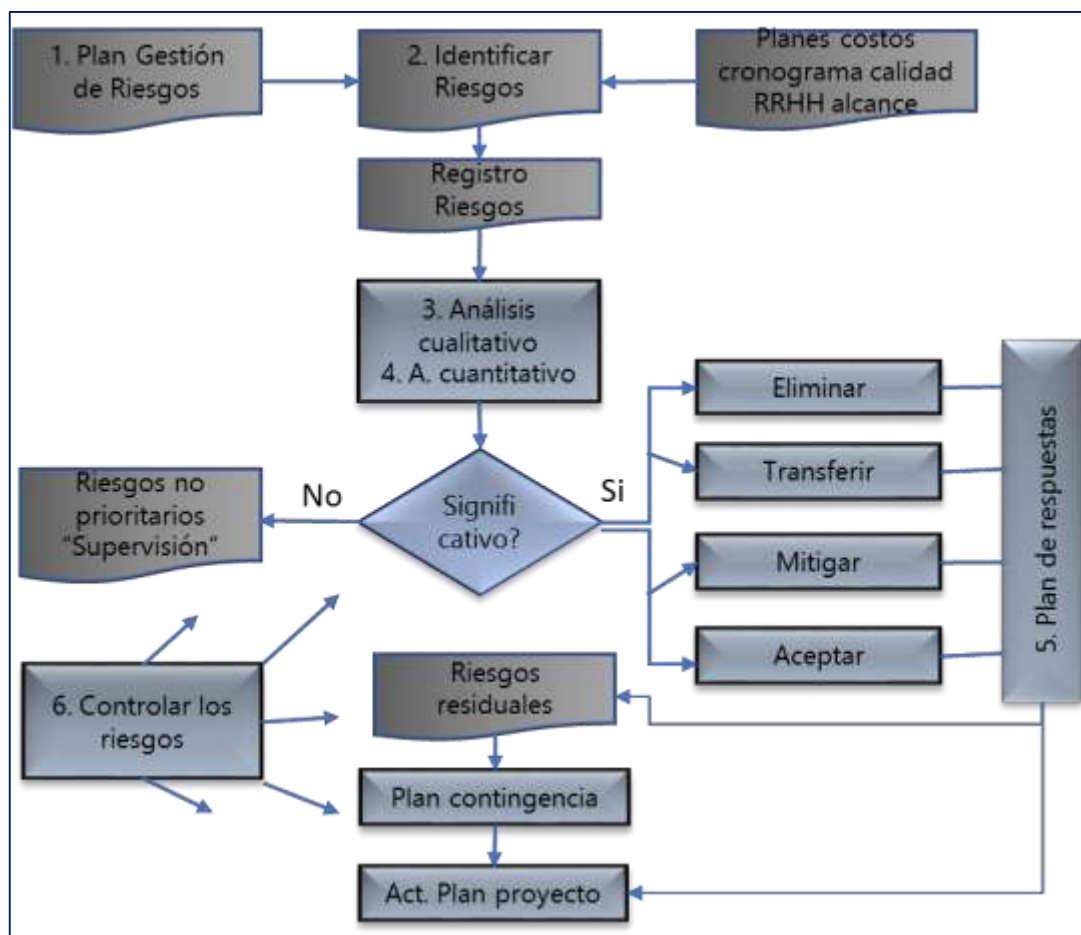 1. Plan Gestión
de Riesgos
2. Identificar
Riesgos
Planes costos
cronograma calidad
RRHH alcance
Registro
Riesgos
3. Análisis
cualitativo
4. A. cuantitativo
Eliminar
Transferir
Mitigar
Aceptar
5. Plan de respuestas
Signifi
cativo?
No
Si
Riesgos no
prioritarios
“Supervisión”
6. Controlar los
riesgos
Riesgos
residuales
Plan contingencia
Act. Plan proyecto